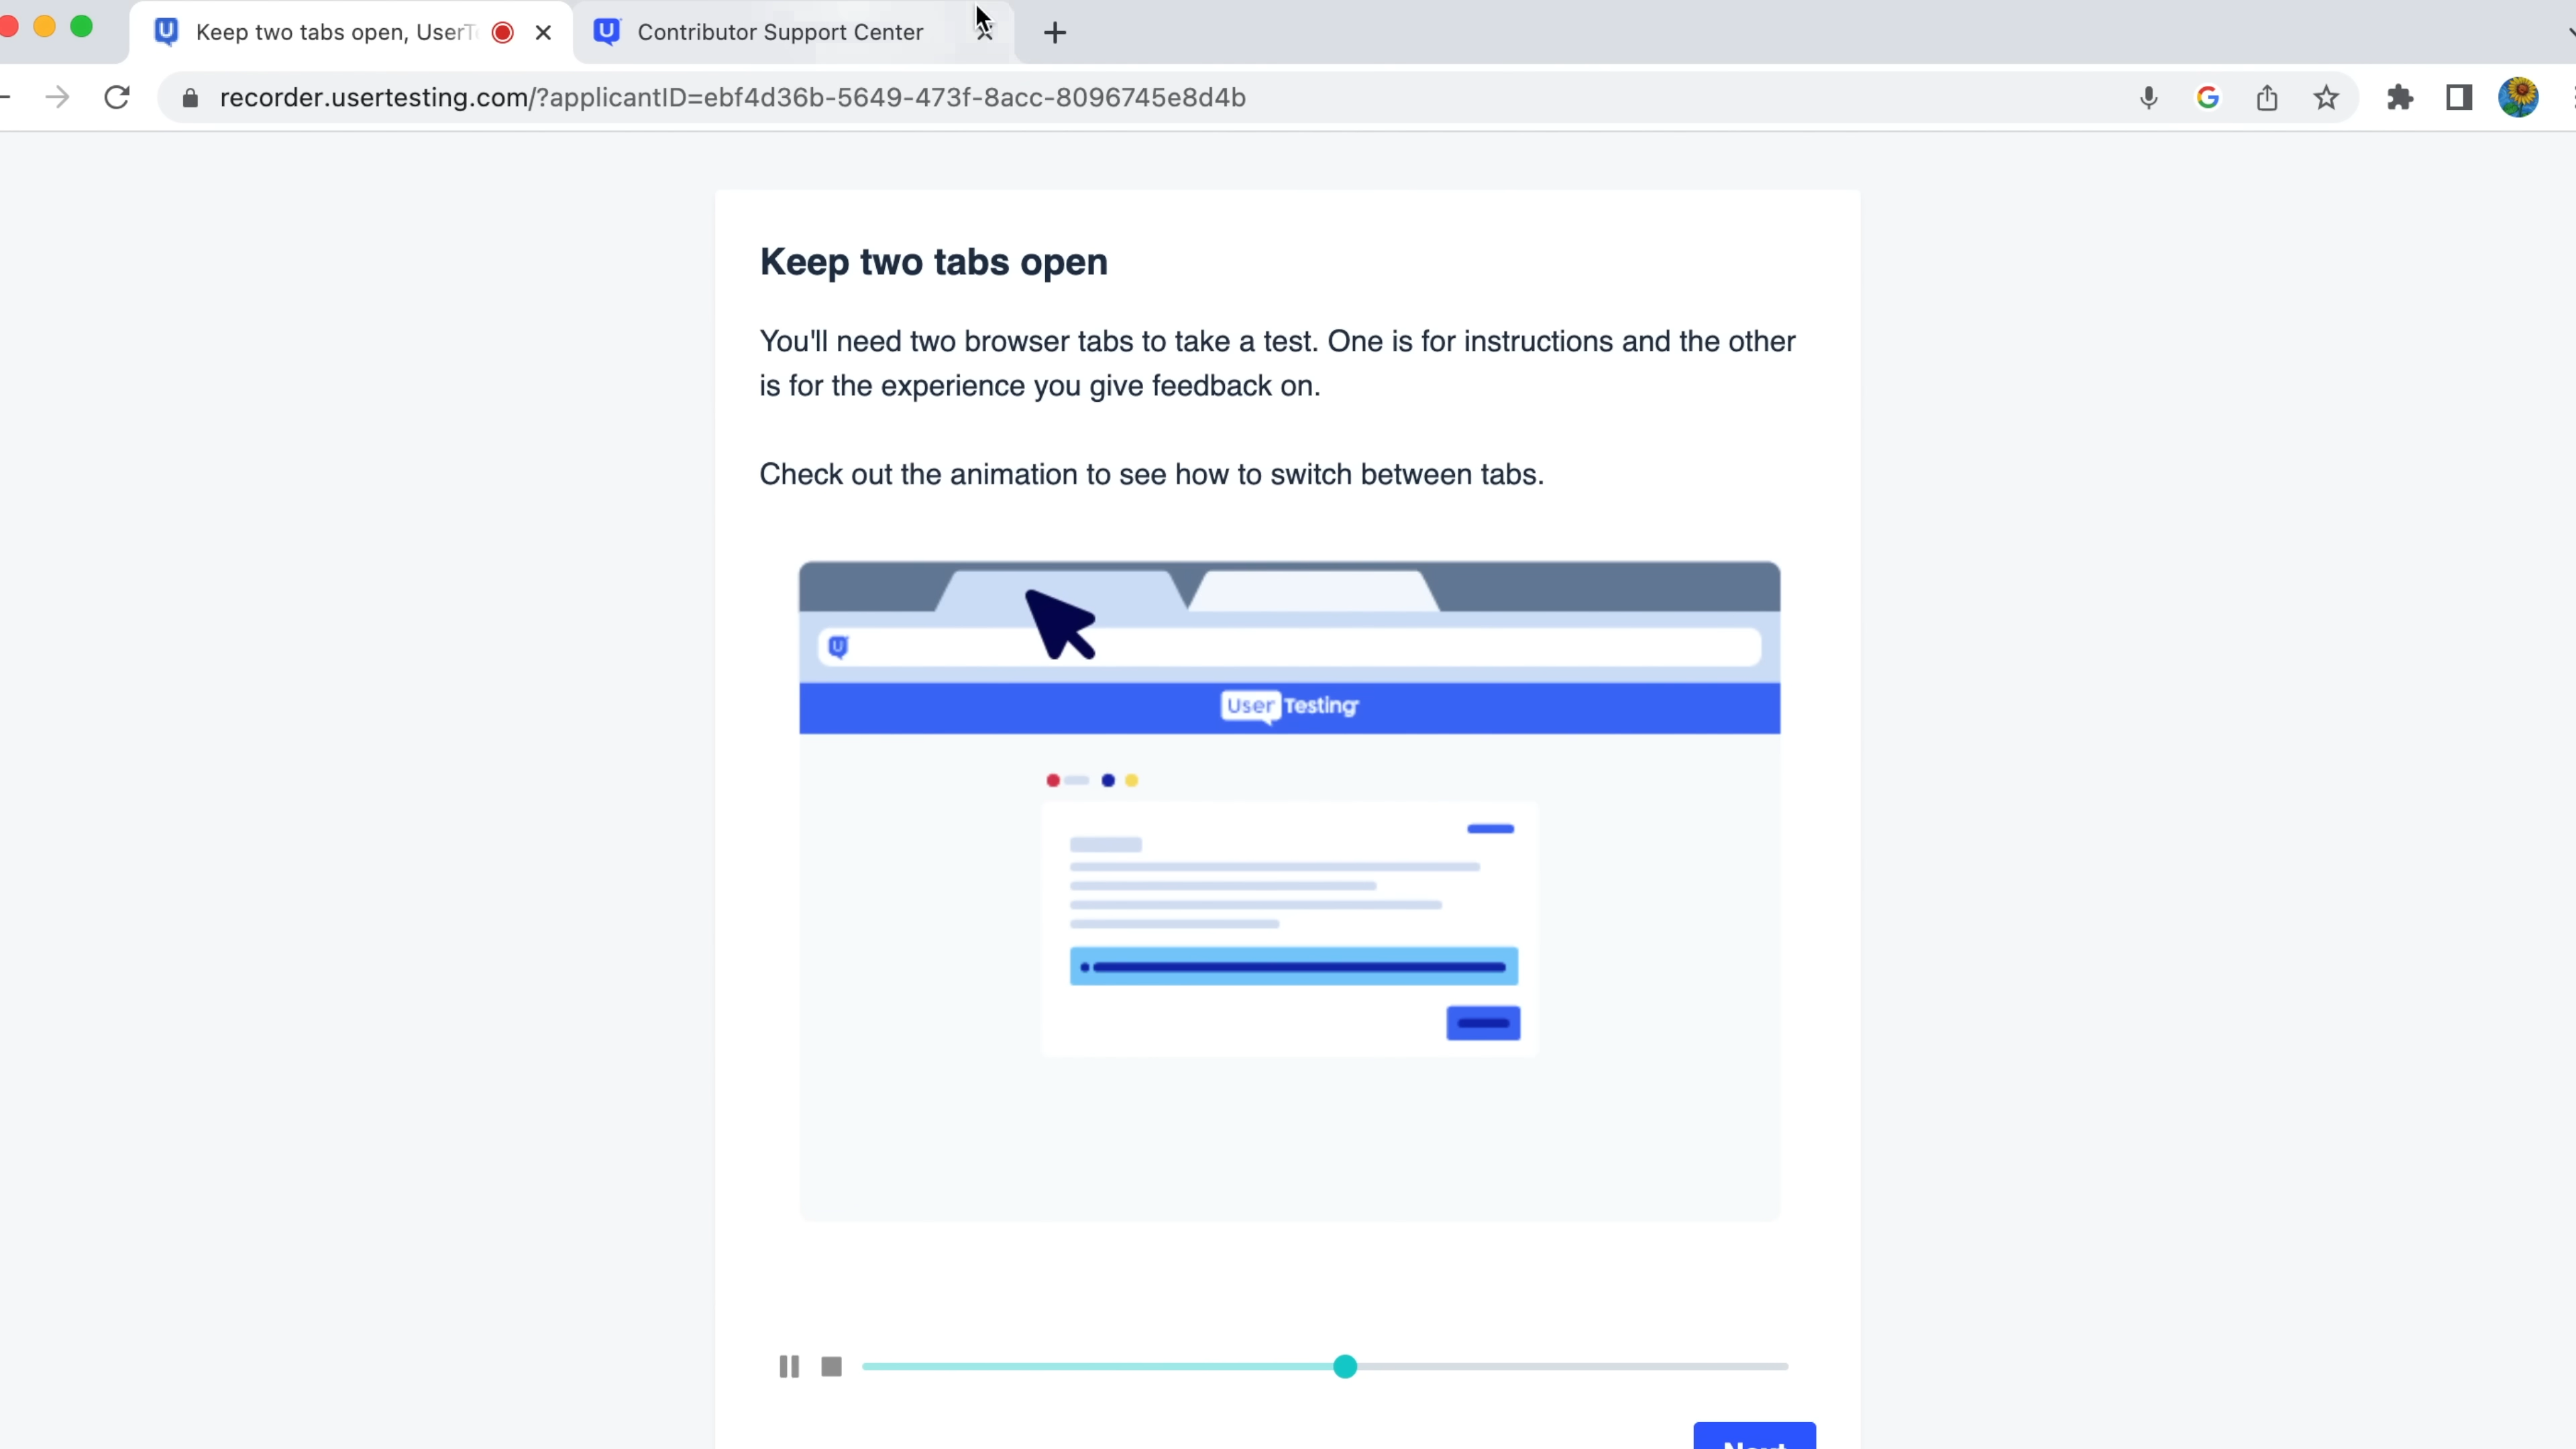 Keep two tabs open, UserT
Contributor Support Center
recorder.usertesting.com/?applicantID=ebf4d36b-5649-473f-8acc-8096745e8d4b
Keep two tabs open
You'll need two browser tabs to take a test. One is for instructions and the other
is for the experience you give feedback on.
Check out the animation to see how to switch between tabs.
User Testing
Next